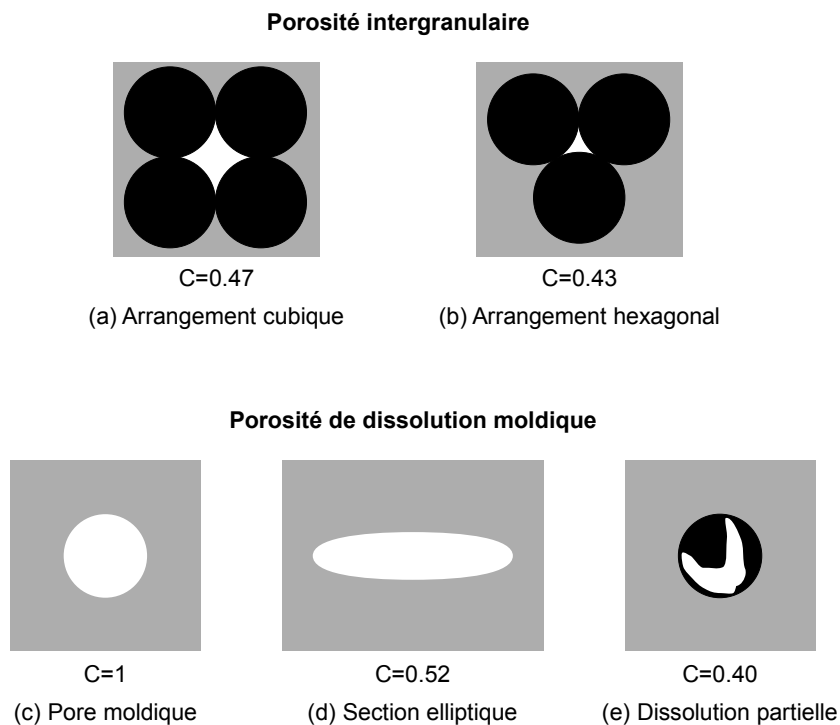 Porosité intergranulaire
C=0.47
C=0.43
(a) Arrangement cubique
(b) Arrangement hexagonal
Porosité de dissolution moldique
C=1
C=0.52
C=0.40
(c) Pore moldique
(d) Section elliptique
(e) Dissolution partielle